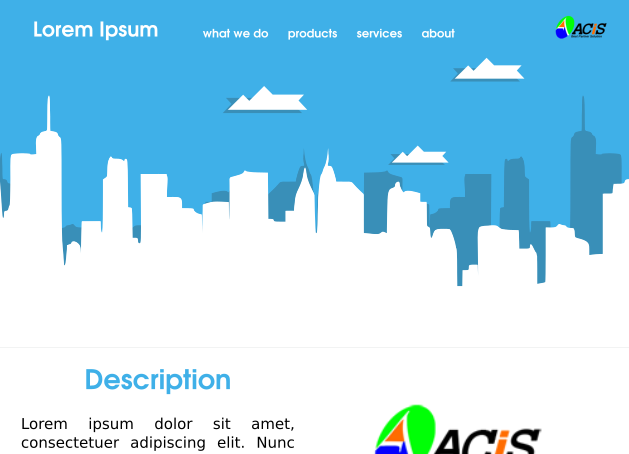 Lorem Ipsum
what we do products services about
ACiS
Description
Lorem ipsum dolor sit amet,
consectetuer adipiscing elit. Nunc
ACiS